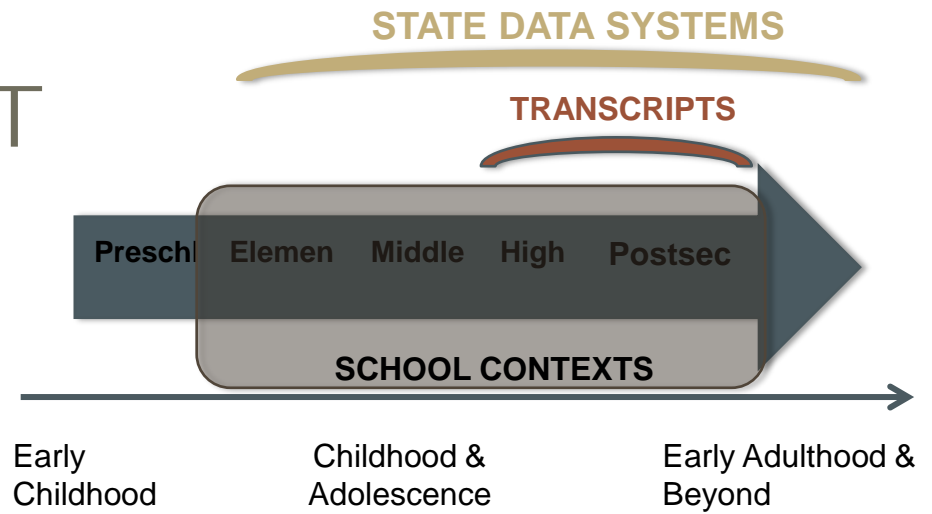 STATE DATA SYSTEMS
T
TRANSCRIPTS
Preschl Elemen Middle High Postsec
SCHOOL CONTEXTS
Early Childhood & Early Adulthood &
Childhood Adolescence Beyond